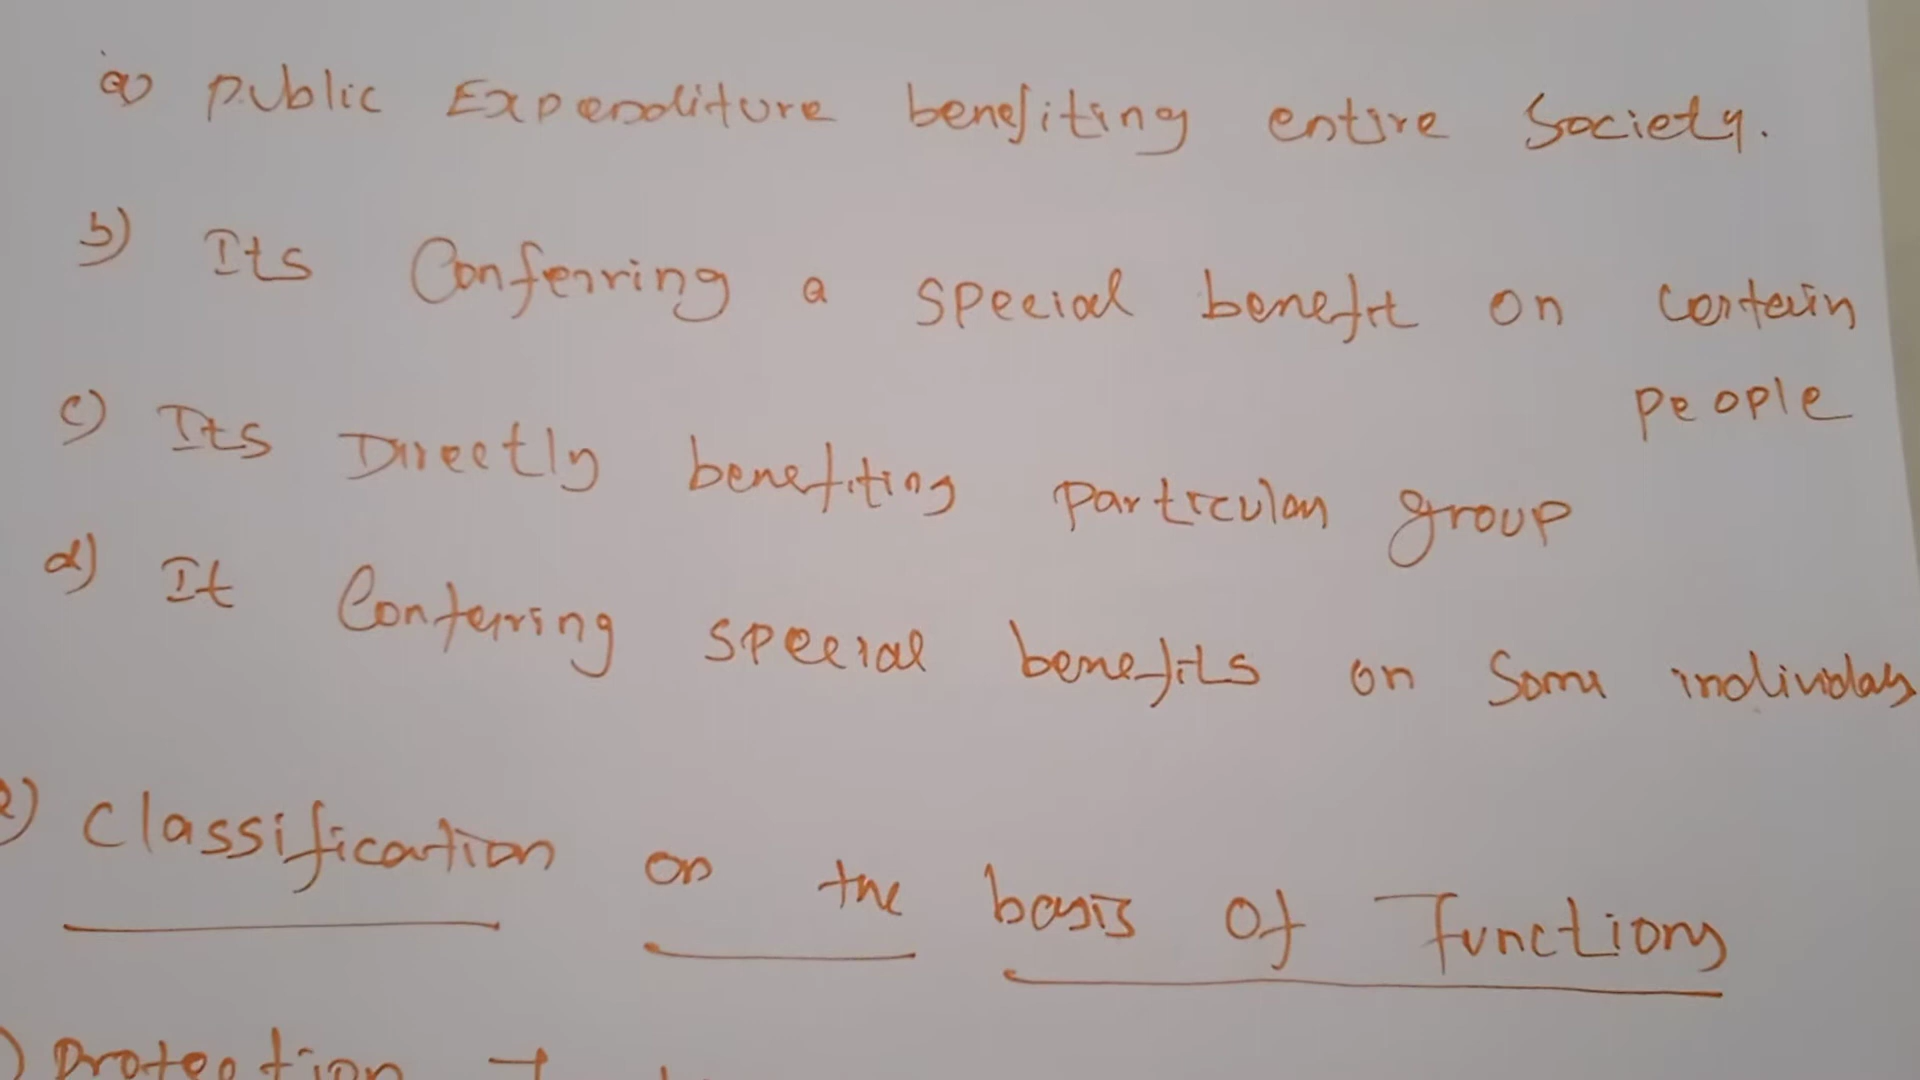 a) Public Expenditure benefiting entire Society.
b) Its Conferring a special benefit on certain
people
c) Its Directly benefiting particular group
d) It Conferring special benefits on some
2) Classification on the basis of Functions
) Protection